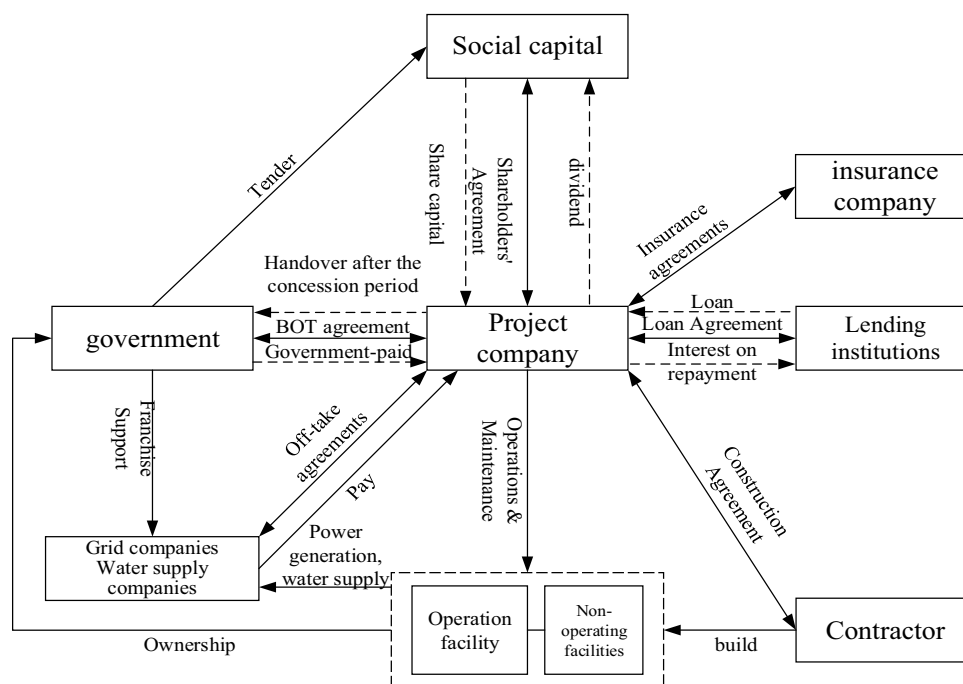 Social capital
Tender
Share capital
Agreement
Shareholders'
dividend
insurance
company
Insurance
agreements
Handover after the
concession period
government
BOT agreement
Government-paid
Project
company
Loan
Loan Agreement
Interest on
repayment
Lending
institutions
Franchise
Support
Off-take
agreements
Pay
Operations &
Maintenance
Construction
Agreement
Grid companies
Water supply
companies
Power
generation,
water supply
Operation
facility
Non-
operating
facilities
Ownership
build
Contractor